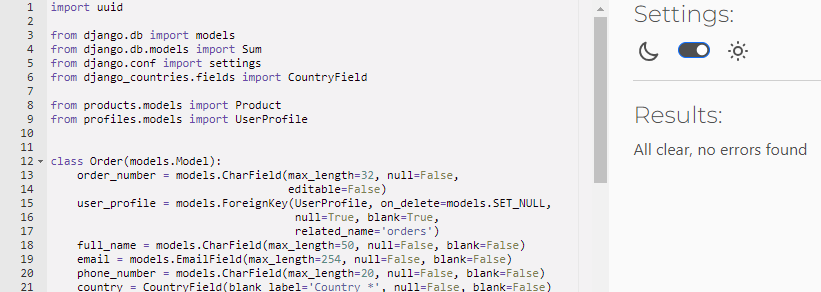 1 import uuid
2
3 from django.db import models
4 from django.db.models import Sum
5 from django.conf import settings
6 from django_countries.fields import CountryField
7
8 from products.models import Product
9 from profiles.models import UserProfile
10
11
12 class Order(models.Model):
13     order_number = models.CharField(max_length=32, null=False,
14                                     editable=False)
15     user_profile = models.ForeignKey(UserProfile, on_delete=models.SET_NULL,
16                                      null=True, blank=True,
17                                      related_name='orders')
18     full_name = models.CharField(max_length=50, null=False, blank=False)
19     email = models.EmailField(max_length=254, null=False, blank=False)
20     phone_number = models.CharField(max_length=20, null=False, blank=False)
21     country = CountryField(blank_label='Country *', null=False, blank=False)
Settings:
Results:
All clear, no errors found